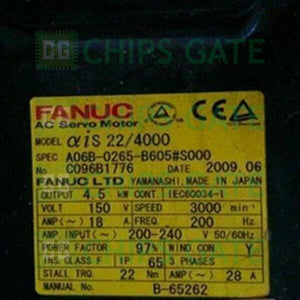 CHIPS GATE
FANUC
AC Servo Motor
MODEL αiS 22/4000
SPEC A06B-0265-B605#S000
No C096B1776 DATE 2009.06
FANUC LTD YAMANASHI, MADE IN JAPAN
OUTPUT 4.5 kW CONT. IEC60034-1
VOLT 150 V SPEED 3000 min⁻¹
AMP(~) 18 A FREQ. 200 Hz
AMP. INPUT(~) 200-240 V 50/60Hz
POWER FACTOR 97% WIND. CON. Y
INSULATION F IP 65 3 PHASES
STALL TRQ. 22 Nm AMP(~) 28 A
MANUAL No. B-65262